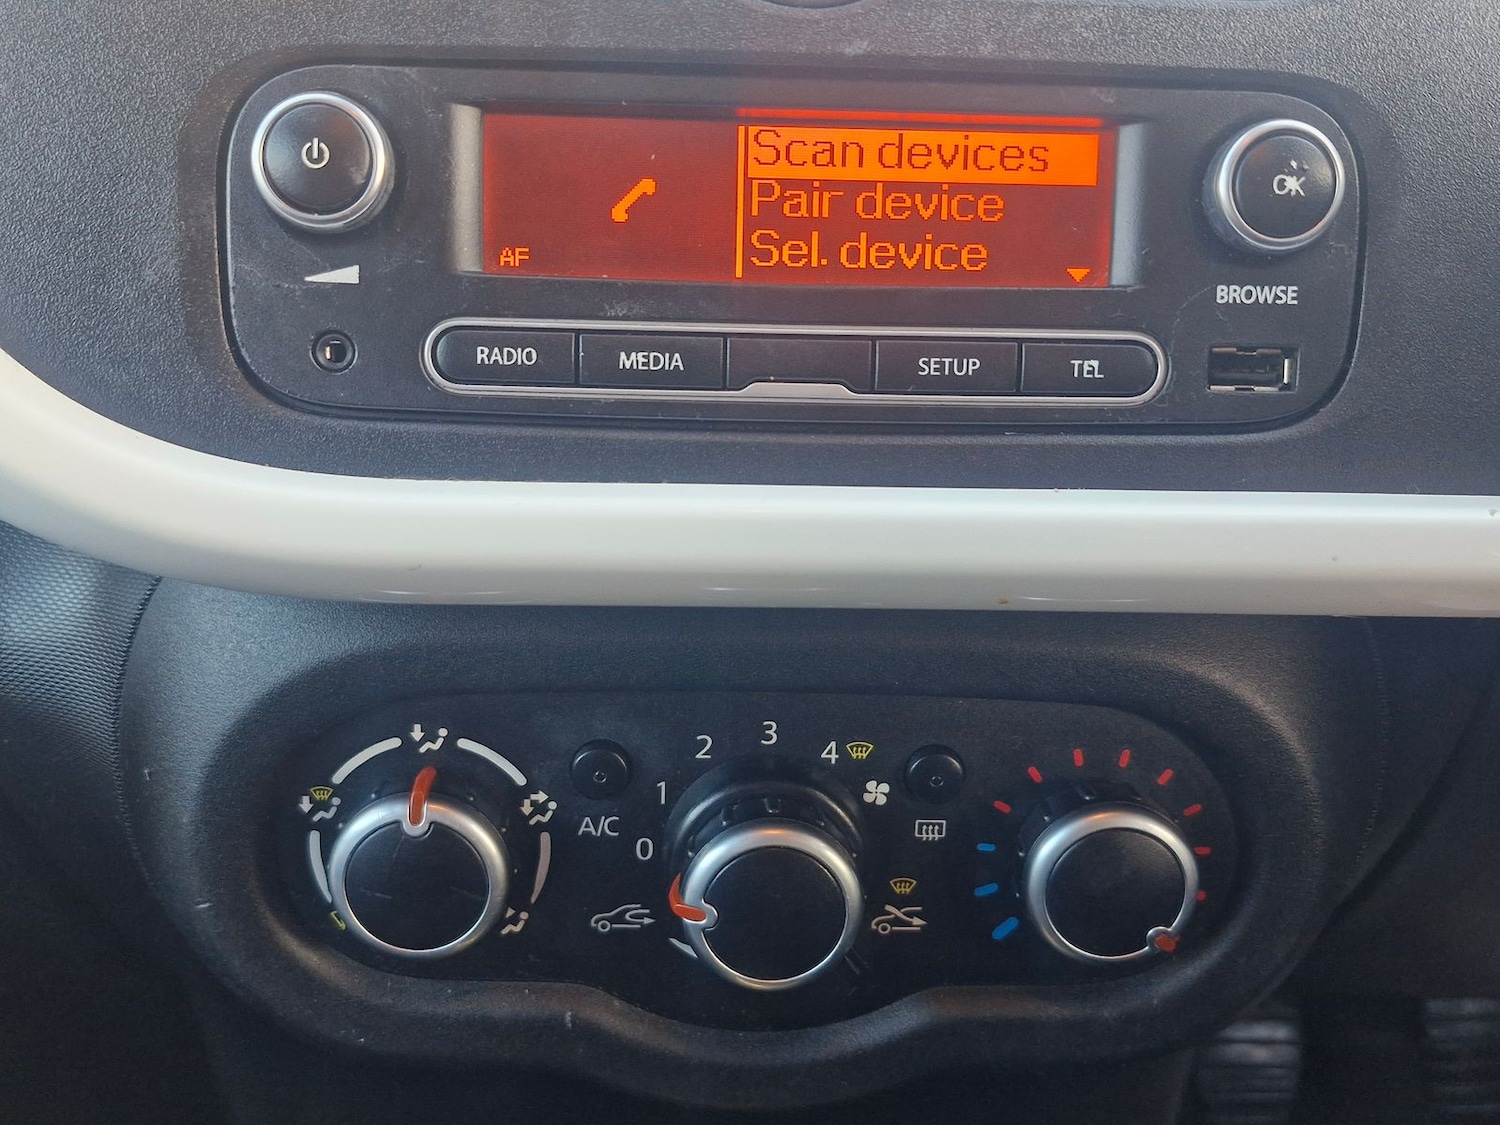 Scan devices
Pair device
Sel. device
AF
OK
BROWSE
RADIO
MEDIA
SETUP
TEL
0
1
2
3
4
A/C